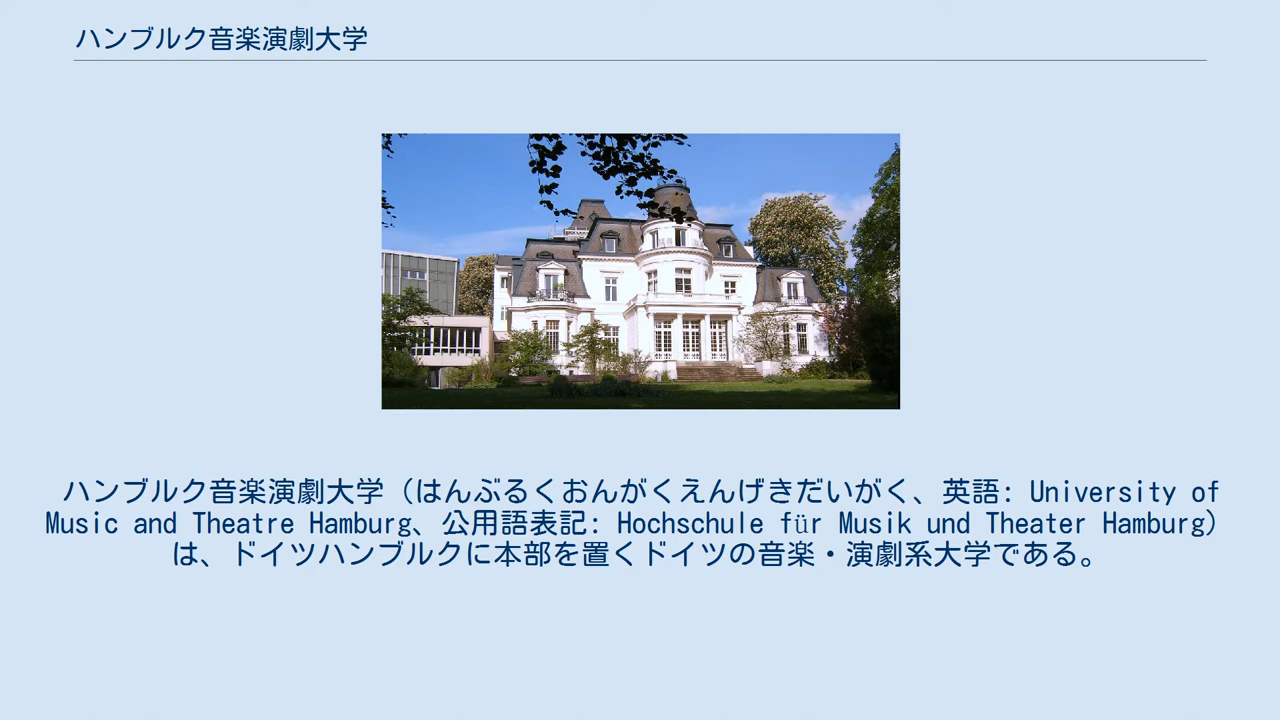 ハンブルク音楽演劇大学
ハンブルク音楽演劇大学（はんぶるくおんがくえんげきだいがく、英語: University of
Music and Theatre Hamburg、公用語表記: Hochschule für Musik und Theater Hamburg）
は、ドイツハンブルクに本部を置くドイツの音楽・演劇系大学である。